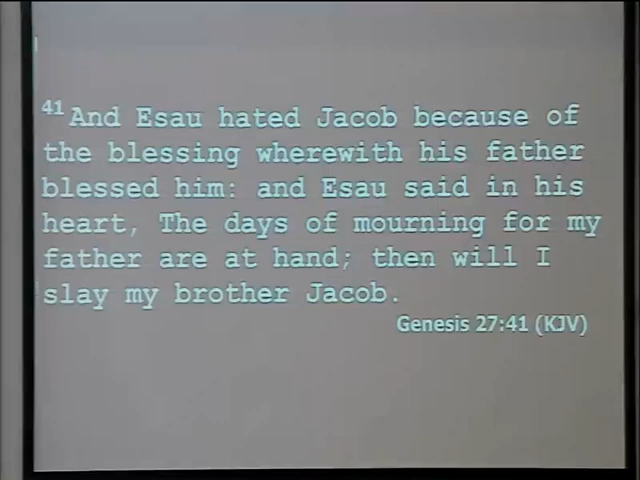 41 And Esau hated Jacob because of
the blessing wherewith his father
blessed him: and Esau said in his
heart, The days of mourning for my
father are at hand; then will I
slay my brother Jacob.
Genesis 27:41 (KJV)